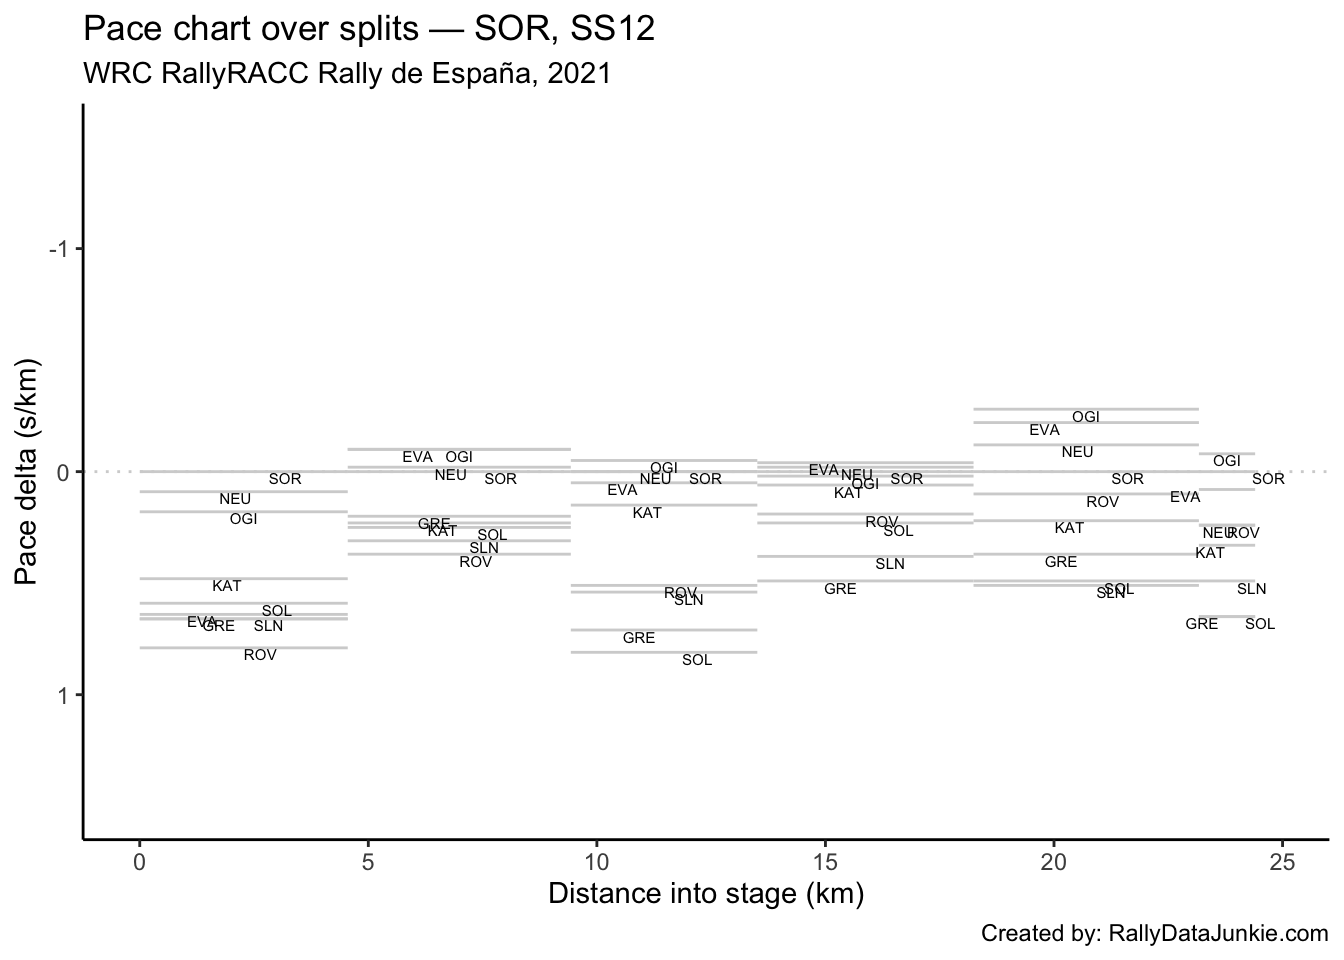 Pace chart over splits — SOR, SS12
WRC RallyRACC Rally de España, 2021
Pace delta (s/km)
-1
0
1
OGI
EVA
NEU
SOR
ROV
EVA
KAT
GRE
SOL
SLN
OGI
SOR
NEU
ROV
KAT
SLN
GRE
SOL
EVA
NEU
SOR
OGI
KAT
ROV
SOL
SLN
GRE
OGI
NEU
SOR
EVA
KAT
ROV
SLN
GRE
SOL
EVA
OGI
NEU
SOR
GRE
KAT
SOL
SLN
ROV
SOR
NEU
OGI
KAT
SOL
EVA
GRE
SLN
ROV
0
5
10
15
20
25
Distance into stage (km)
Created by: RallyDataJunkie.com